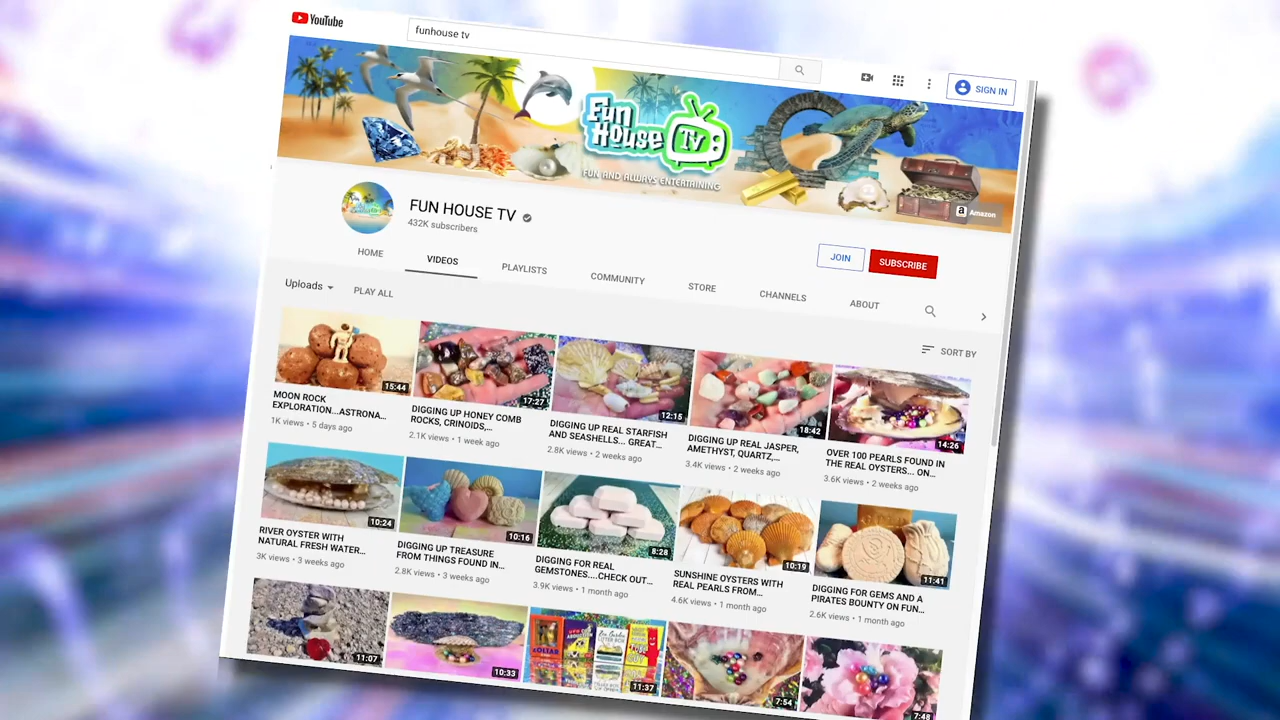 YouTube
funhouse tv
SIGN IN
Fun
House TV
FUN AND ALWAYS ENTERTAINING
a Amazon
FUN HOUSE TV
432K subscribers
JOIN
SUBSCRIBE
HOME
VIDEOS
PLAYLISTS
COMMUNITY
STORE
CHANNELS
ABOUT
Uploads
PLAY ALL
SORT BY
15:44
MOON ROCK
EXPLORATION...ASTRONA...
1K views • 5 days ago
17:27
DIGGING UP HONEY COMB
ROCKS, CRINOIDS,...
2.1K views • 1 week ago
12:15
DIGGING UP REAL STARFISH
AND SEASHELLS... GREAT...
2.8K views • 2 weeks ago
18:42
DIGGING UP REAL JASPER,
AMETHYST, QUARTZ,...
3.4K views • 2 weeks ago
14:26
OVER 100 PEARLS FOUND IN
THE REAL OYSTERS... ON...
3.6K views • 2 weeks ago
10:24
RIVER OYSTER WITH
NATURAL FRESH WATER...
3K views • 3 weeks ago
10:16
DIGGING UP TREASURE
FROM THINGS FOUND IN...
2.8K views • 3 weeks ago
8:28
DIGGING FOR REAL
GEMSTONES....CHECK OUT...
3.9K views • 1 month ago
10:19
SUNSHINE OYSTERS WITH
REAL PEARLS FROM...
4.6K views • 1 month ago
11:41
DIGGING FOR GEMS AND A
PIRATES BOUNTY ON FUN...
2.6K views • 1 month ago
11:07
10:33
11:37
7:54
7:48